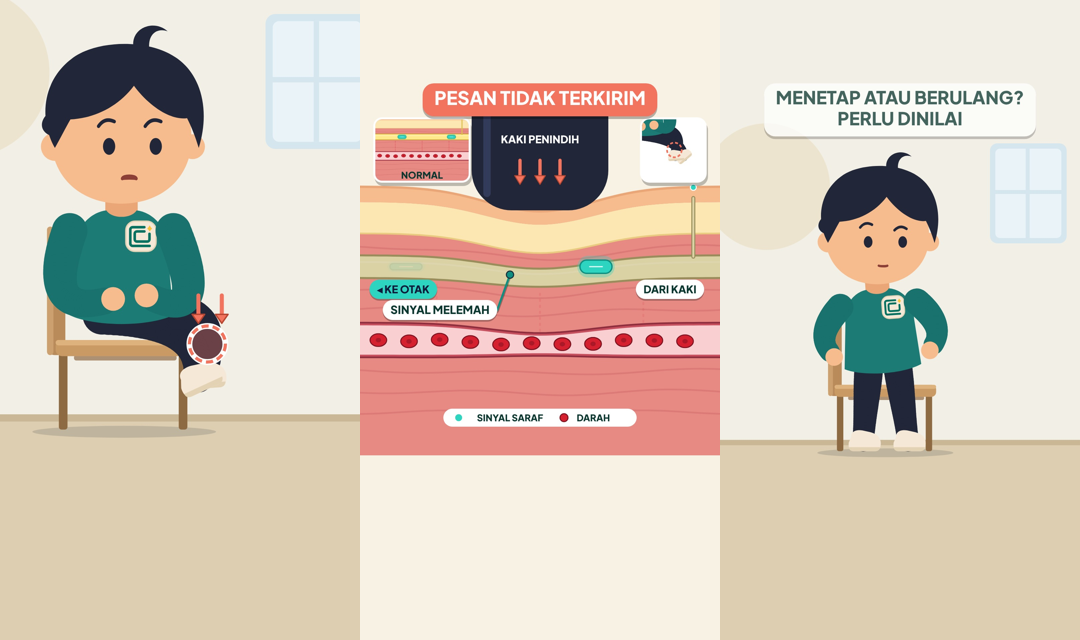 PESAN TIDAK TERKIRIM
KAKI PENINDIH
NORMAL
◂KE OTAK
DARI KAKI
SINYAL MELEMAH
SINYAL SARAF
DARAH
MENETAP ATAU BERULANG?
PERLU DINILAI